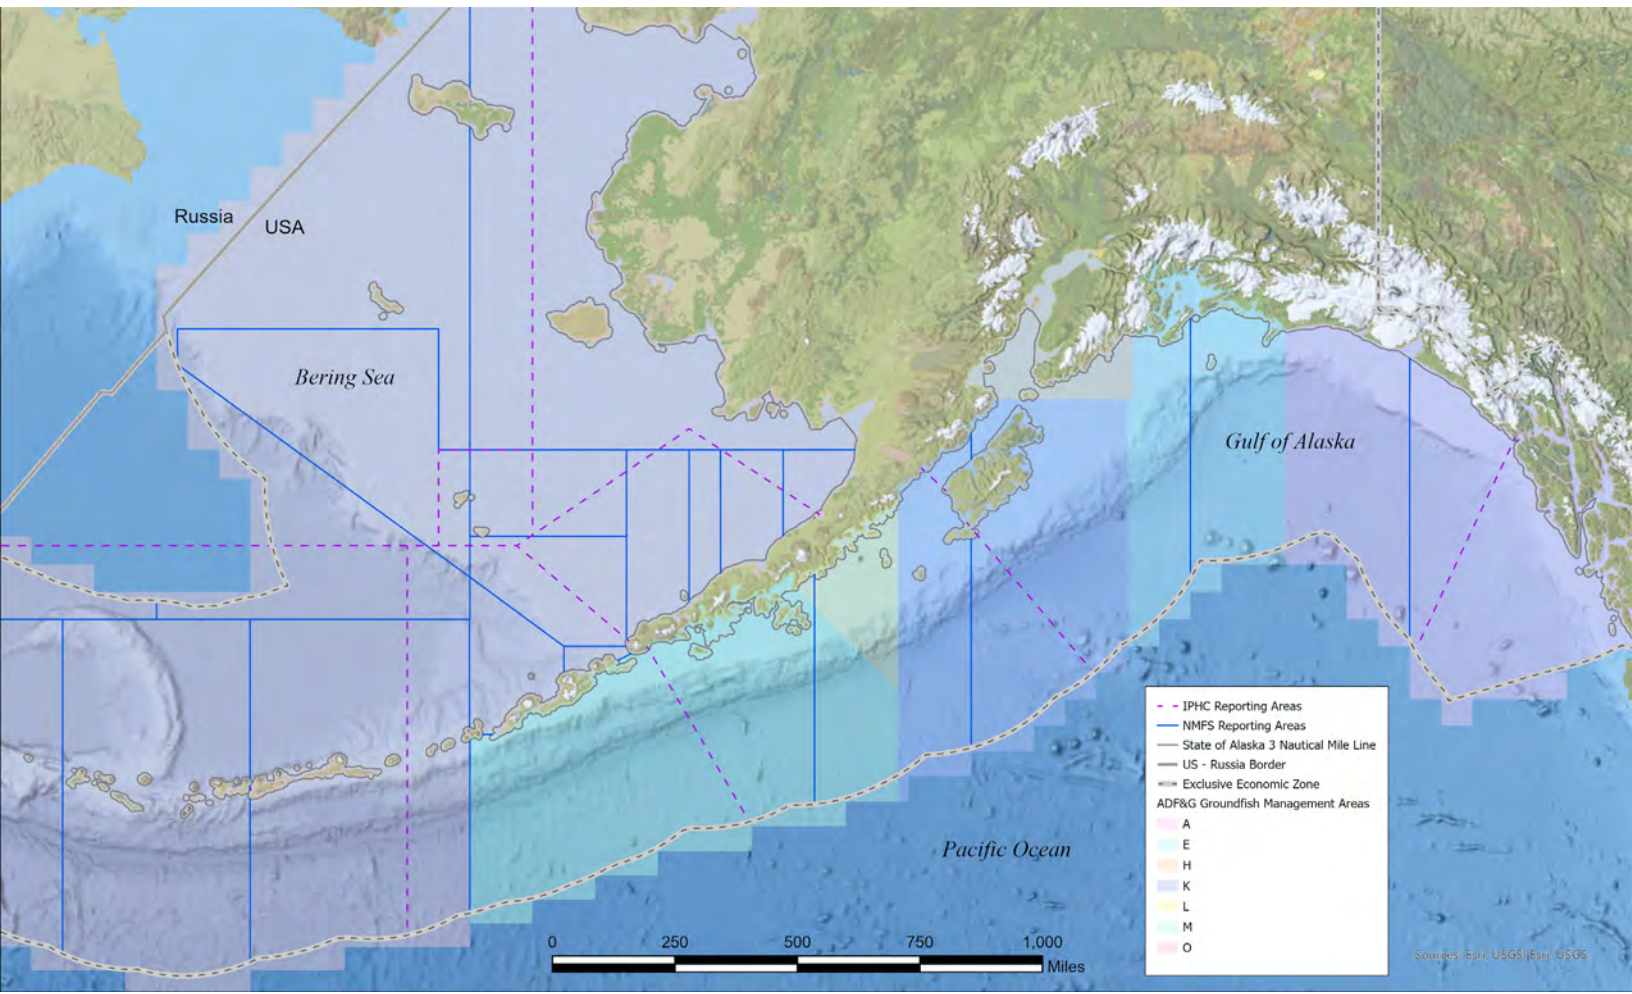 Russia
USA
Bering Sea
Gulf of Alaska
Pacific Ocean
IPHC Reporting Areas
NMFS Reporting Areas
State of Alaska 3 Nautical Mile Line
US - Russia Border
Exclusive Economic Zone
ADF&G Groundfish Management Areas
A
E
H
K
L
M
O
0 250 500 750 1,000
Miles
Sources: Esri, USGS| Esri, USGS